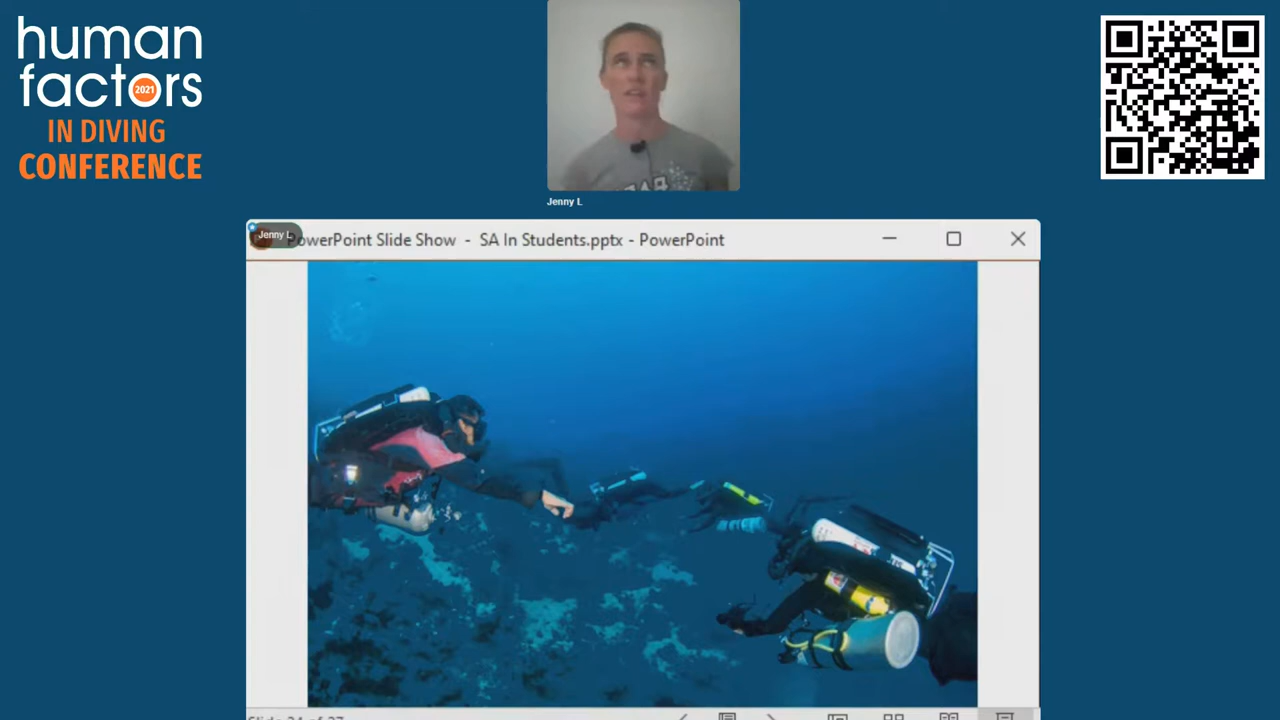 human
factors
2021
IN DIVING
CONFERENCE
Jenny L
Jenny L.
PowerPoint Slide Show - SA In Students.pptx - PowerPoint